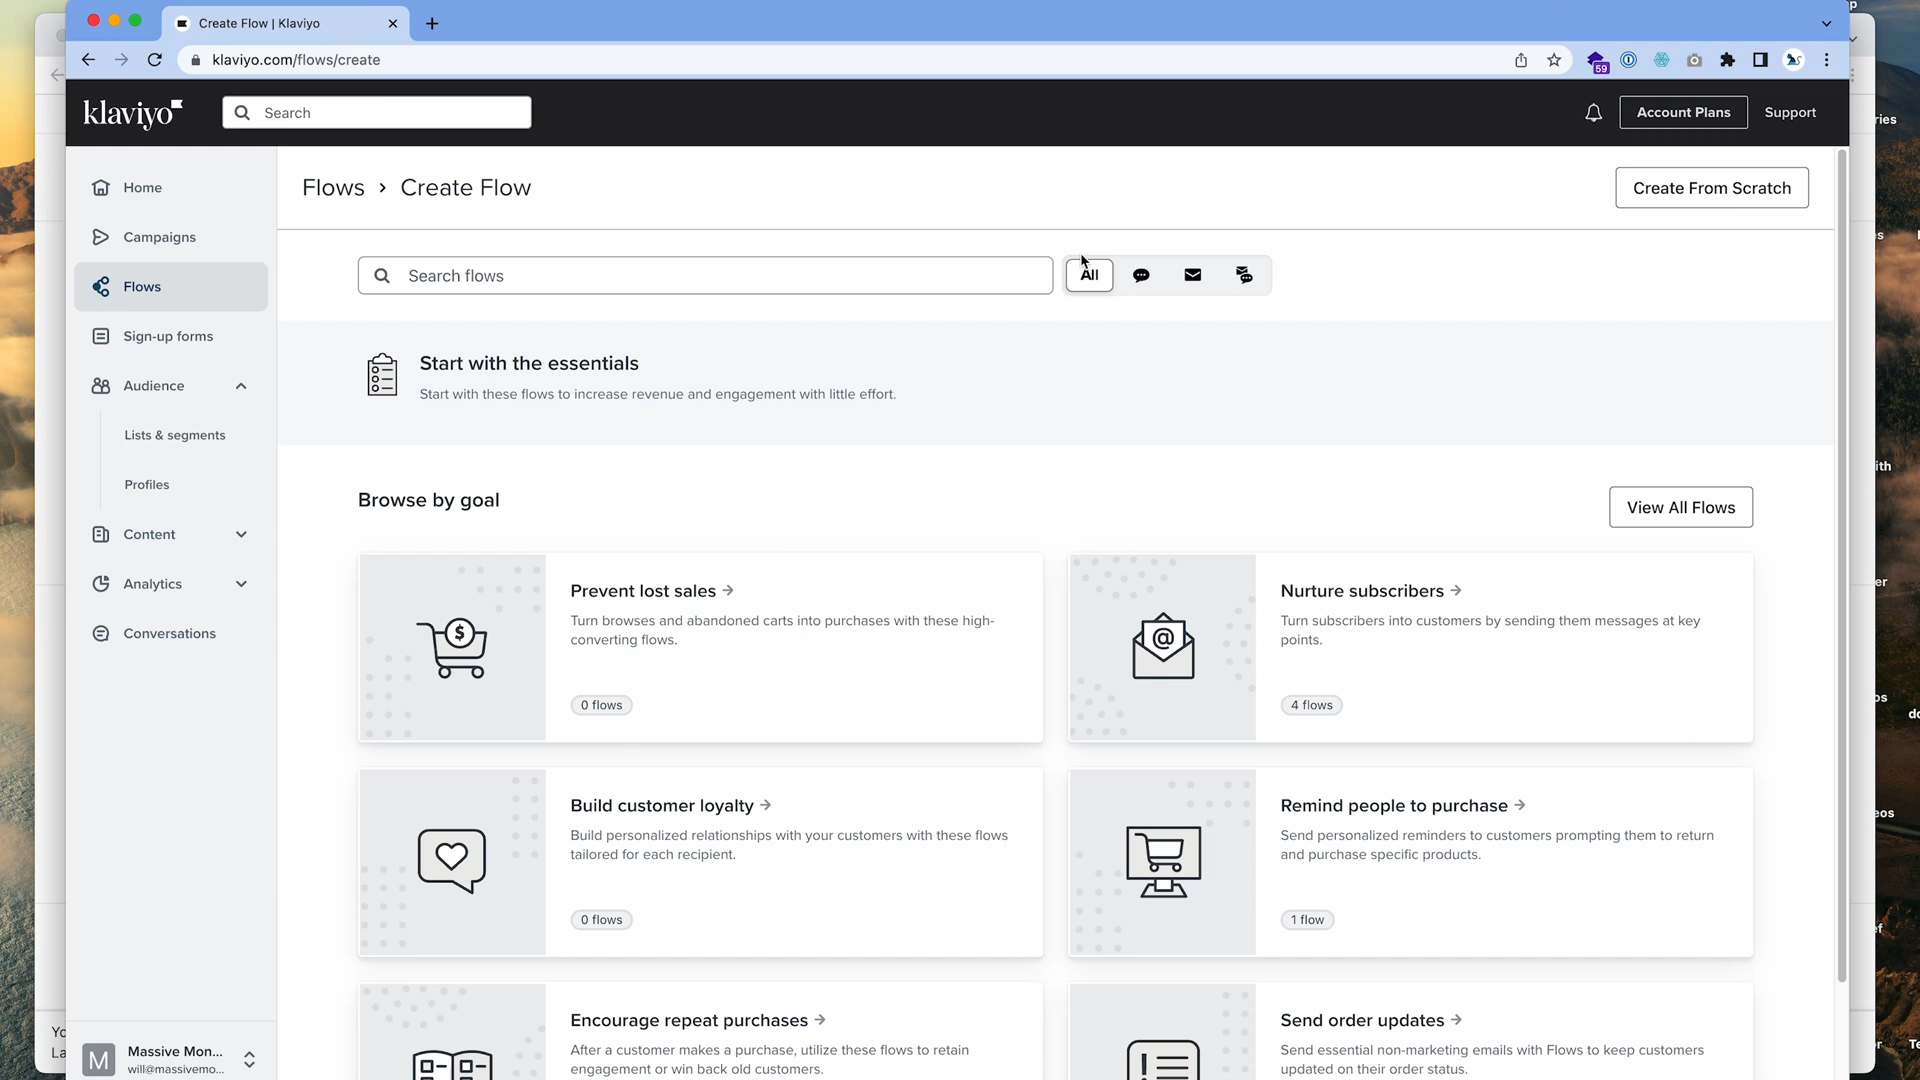 Create Flow | Klaviyo
klaviyo.com/flows/create
59
klaviyo
Search
Account Plans
Support
Home
Campaigns
Flows
Sign-up forms
Audience
Lists & segments
Profiles
Content
Analytics
Conversations
M
Massive Mon...
will@massivemo...
Flows › Create Flow
Create From Scratch
Search flows
All
Start with the essentials
Start with these flows to increase revenue and engagement with little effort.
Browse by goal
View All Flows
Prevent lost sales →
Turn browses and abandoned carts into purchases with these high-
converting flows.
0 flows
Nurture subscribers →
Turn subscribers into customers by sending them messages at key
points.
4 flows
Build customer loyalty →
Build personalized relationships with your customers with these flows
tailored for each recipient.
0 flows
Remind people to purchase →
Send personalized reminders to customers prompting them to return
and purchase specific products.
1 flow
Encourage repeat purchases →
After a customer makes a purchase, utilize these flows to retain
engagement or win back old customers.
Send order updates →
Send essential non-marketing emails with Flows to keep customers
updated on their order status.